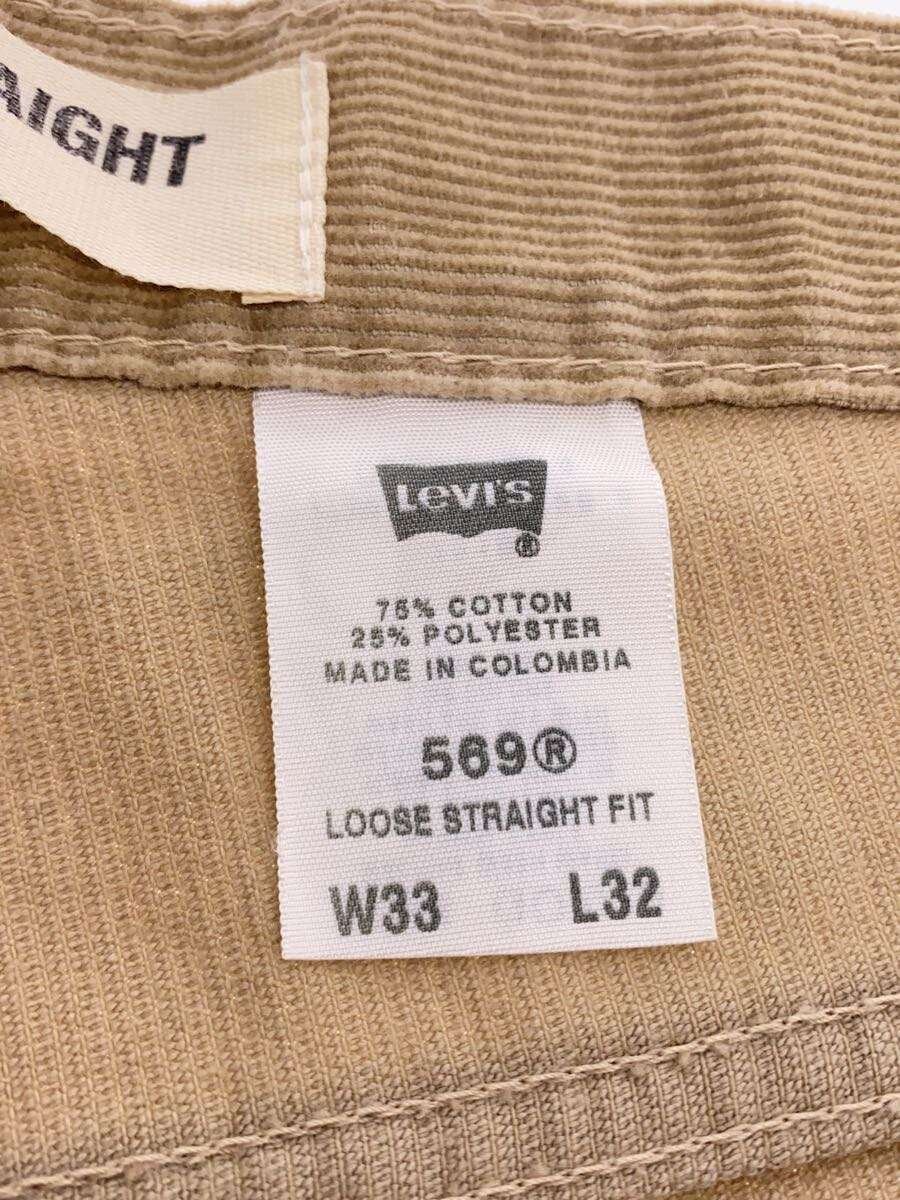 AIGHT
Levi's
®
75% COTTON
25% POLYESTER
MADE IN COLOMBIA
569®
LOOSE STRAIGHT FIT
W33 L32